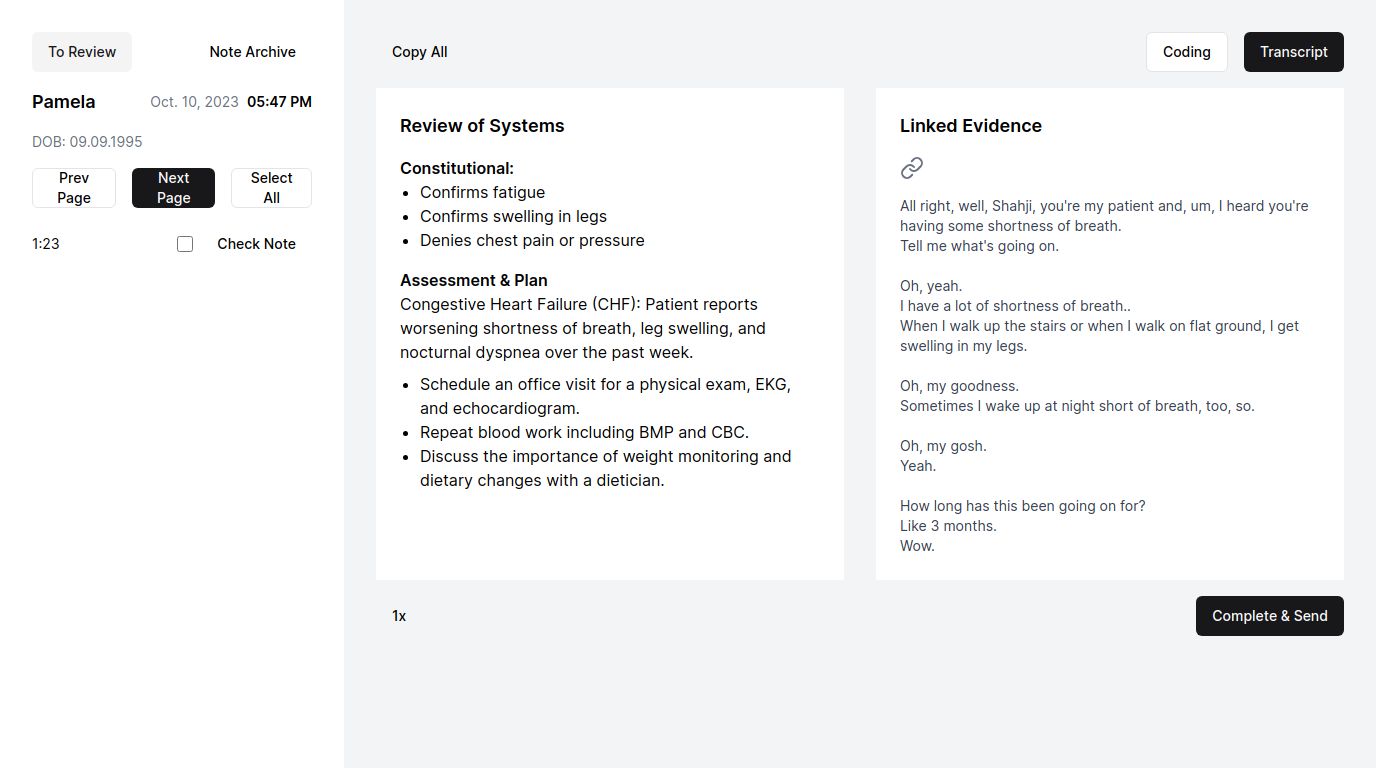 To Review
Note Archive
Pamela
Oct. 10, 2023 05:47 PM
DOB: 09.09.1995
Prev
Page
Next
Page
Select
All
1:23
Check Note
Copy All
Coding
Transcript
Review of Systems
Constitutional:
• Confirms fatigue
• Confirms swelling in legs
• Denies chest pain or pressure
Assessment & Plan
Congestive Heart Failure (CHF): Patient reports
worsening shortness of breath, leg swelling, and
nocturnal dyspnea over the past week.
• Schedule an office visit for a physical exam, EKG,
and echocardiogram.
• Repeat blood work including BMP and CBC.
• Discuss the importance of weight monitoring and
dietary changes with a dietician.
Linked Evidence
All right, well, Shahji, you're my patient and, um, I heard you're
having some shortness of breath.
Tell me what's going on.
Oh, yeah.
I have a lot of shortness of breath..
When I walk up the stairs or when I walk on flat ground, I get
swelling in my legs.
Oh, my goodness.
Sometimes I wake up at night short of breath, too, so.
Oh, my gosh.
Yeah.
How long has this been going on for?
Like 3 months.
Wow.
1x
Complete & Send